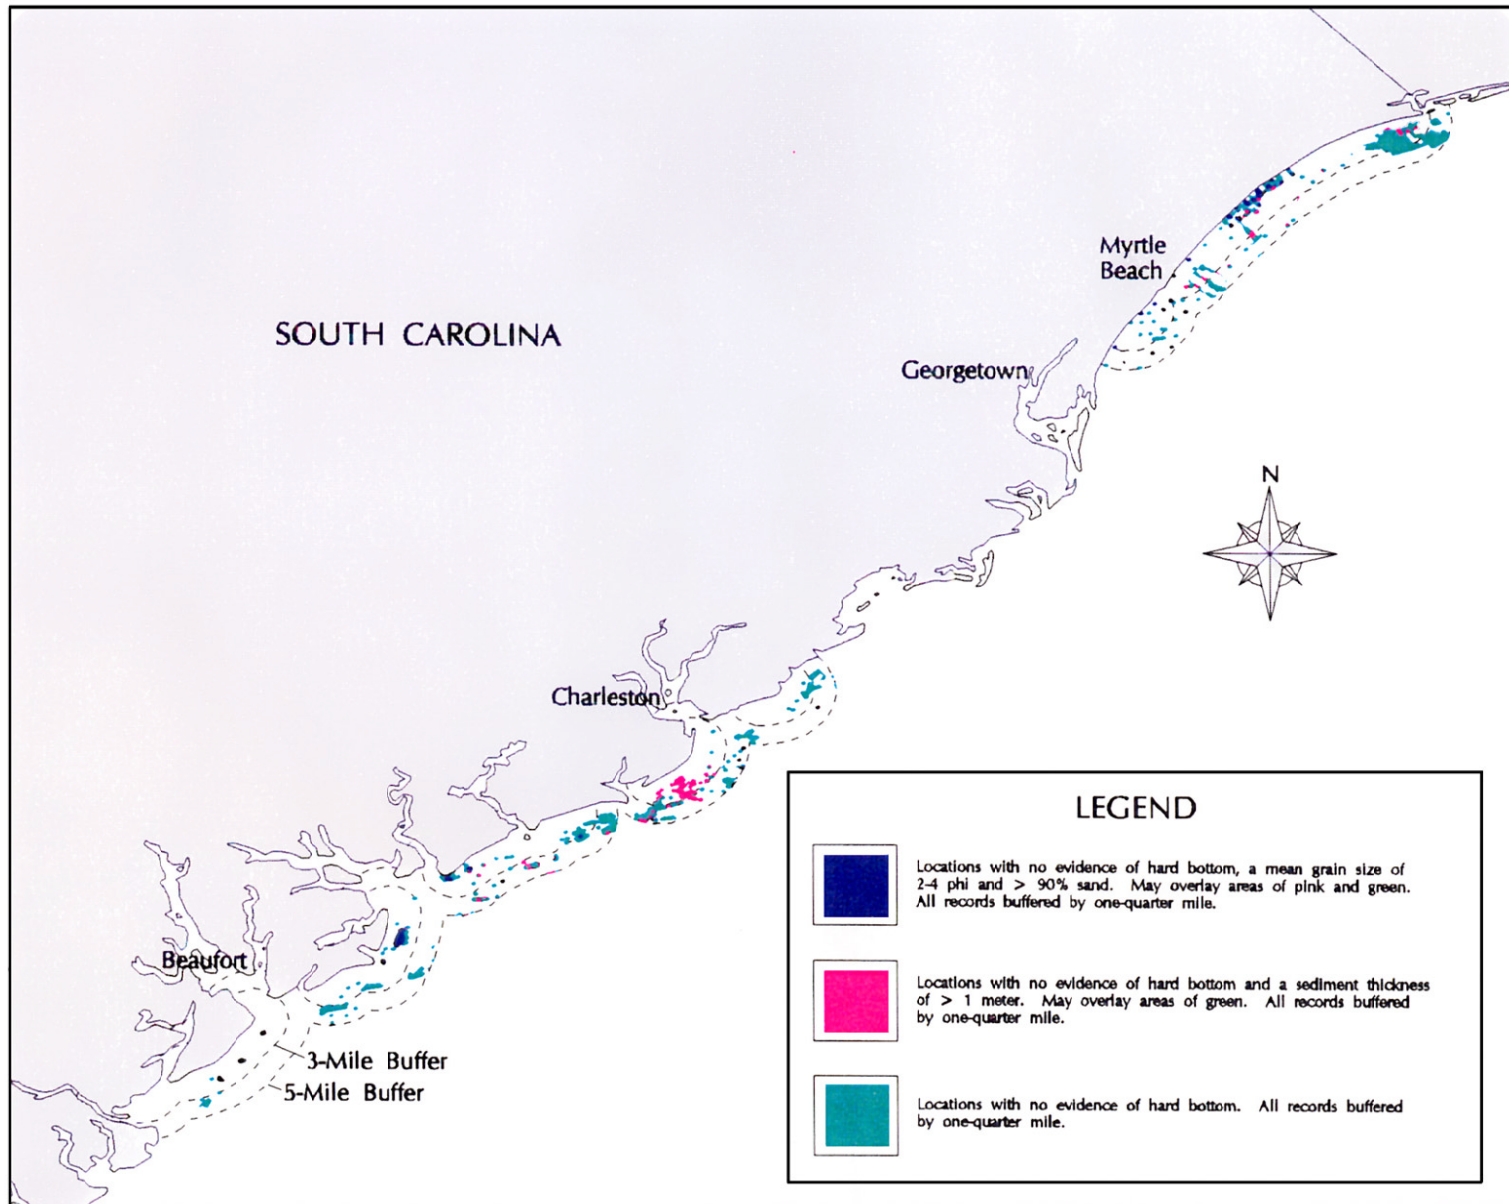 Myrtle
Beach
SOUTH CAROLINA
Georgetown
N
Charleston
Beaufort
3-Mile Buffer
5-Mile Buffer
LEGEND
Locations with no evidence of hard bottom, a mean grain size of
2-4 phi and > 90% sand. May overlay areas of pink and green.
All records buffered by one-quarter mile.
Locations with no evidence of hard bottom and a sediment thickness
of > 1 meter. May overlay areas of green. All records buffered
by one-quarter mile.
Locations with no evidence of hard bottom. All records buffered
by one-quarter mile.